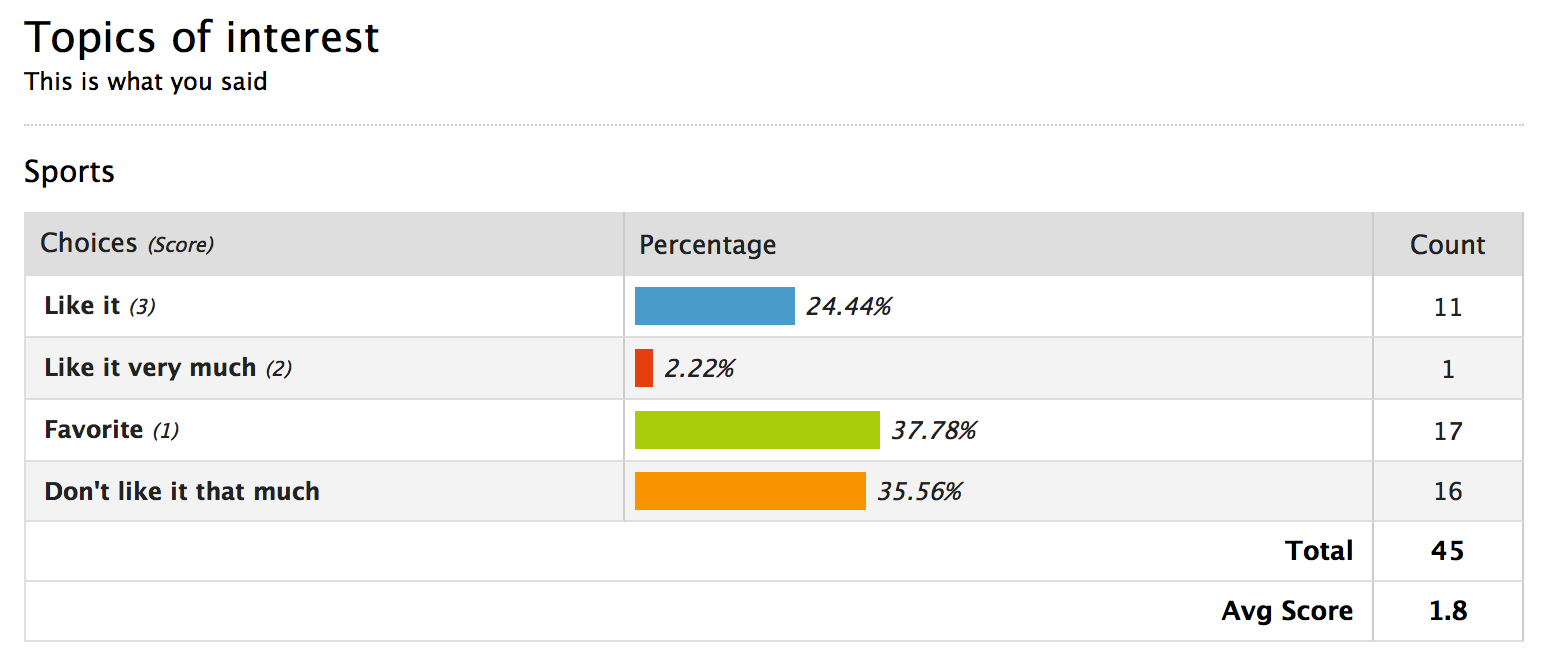 Topics of interest
This is what you said
Sports
Choices (Score) Percentage Count
Like it (3) 24.44% 11
Like it very much (2) 2.22% 1
Favorite (1) 37.78% 17
Don't like it that much 35.56% 16
Total 45
Avg Score 1.8